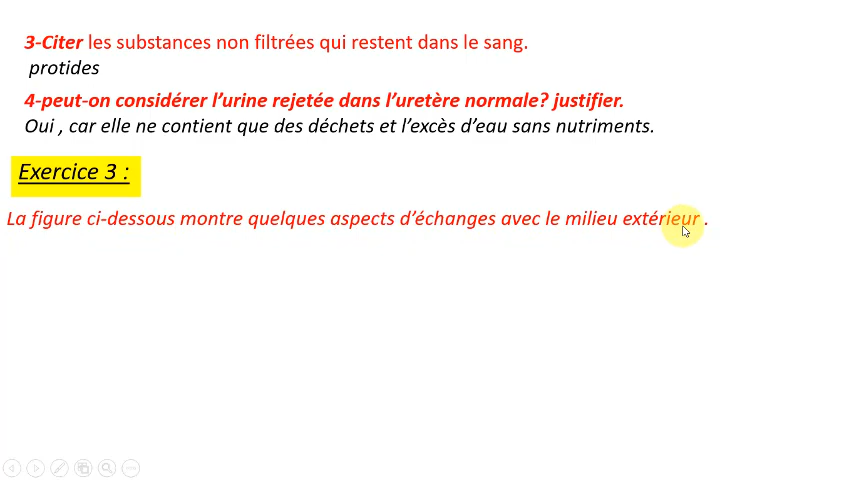 3-Citer les substances non filtrées qui restent dans le sang.
protides
4-peut-on considérer l’urine rejetée dans l’uretère normale? justifier.
Oui , car elle ne contient que des déchets et l’excès d’eau sans nutriments.
Exercice 3 :
La figure ci-dessous montre quelques aspects d’échanges avec le milieu extérieur .